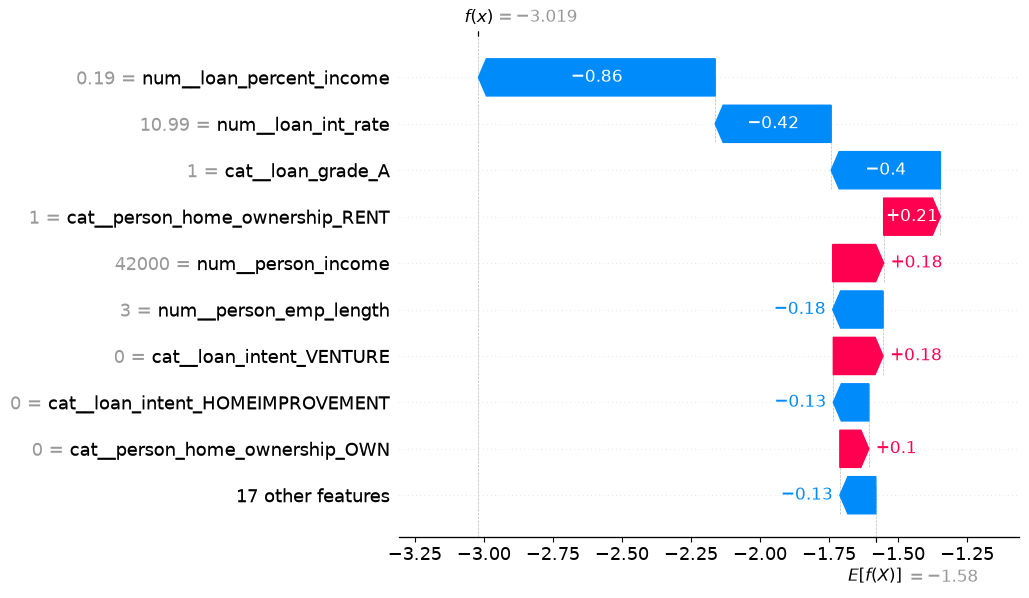 f(x) = −3.019
0.19 = num__loan_percent_income
−0.86
10.99 = num__loan_int_rate
−0.42
1 = cat__loan_grade_A
−0.4
1 = cat__person_home_ownership_RENT
+0.21
42000 = num__person_income
+0.18
3 = num__person_emp_length
−0.18
0 = cat__loan_intent_VENTURE
+0.18
0 = cat__loan_intent_HOMEIMPROVEMENT
−0.13
0 = cat__person_home_ownership_OWN
+0.1
17 other features
−0.13
−3.25 −3.00 −2.75 −2.50 −2.25 −2.00 −1.75 −1.50 −1.25
E[f(X)] = −1.58